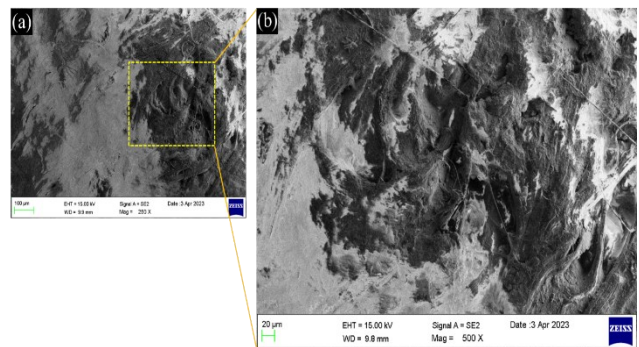 (a)
100 µm
EHT = 15.00 kV
WD = 9.8 mm
Signal A = SE2
Mag = 250 X
Date :3 Apr 2023
ZEISS
(b)
20 µm
EHT = 15.00 kV
WD = 9.8 mm
Signal A = SE2
Mag = 500 X
Date :3 Apr 2023
ZEISS